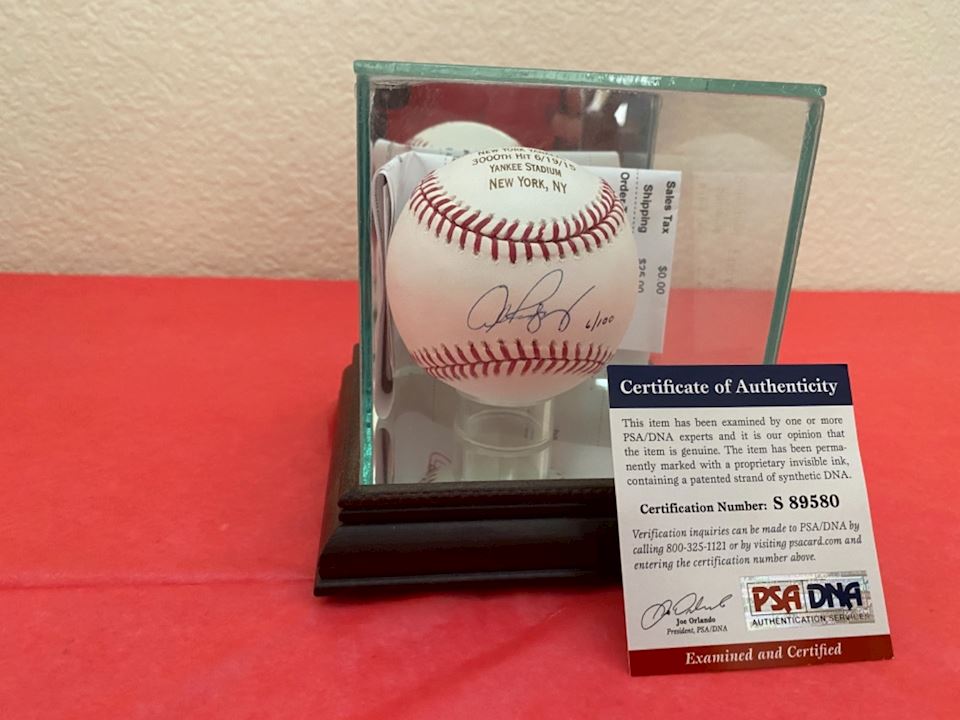 NEW YORK
3000TH HIT 6/19/15
YANKEE STADIUM
NEW YORK, NY
6/100
Sales Tax $0.00
Shipping $25.00
Order
Certificate of Authenticity
This item has been examined by one or more
PSA/DNA experts and it is our opinion that
the item is genuine. The item has been perma-
nently marked with a proprietary invisible ink,
containing a patented strand of synthetic DNA.
Certification Number: S 89580
Verification inquiries can be made to PSA/DNA by
calling 800-325-1121 or by visiting psacard.com and
entering the certification number above.
Joe Orlando
President, PSA/DNA
PSA DNA
AUTHENTICATION SERVICES
Examined and Certified